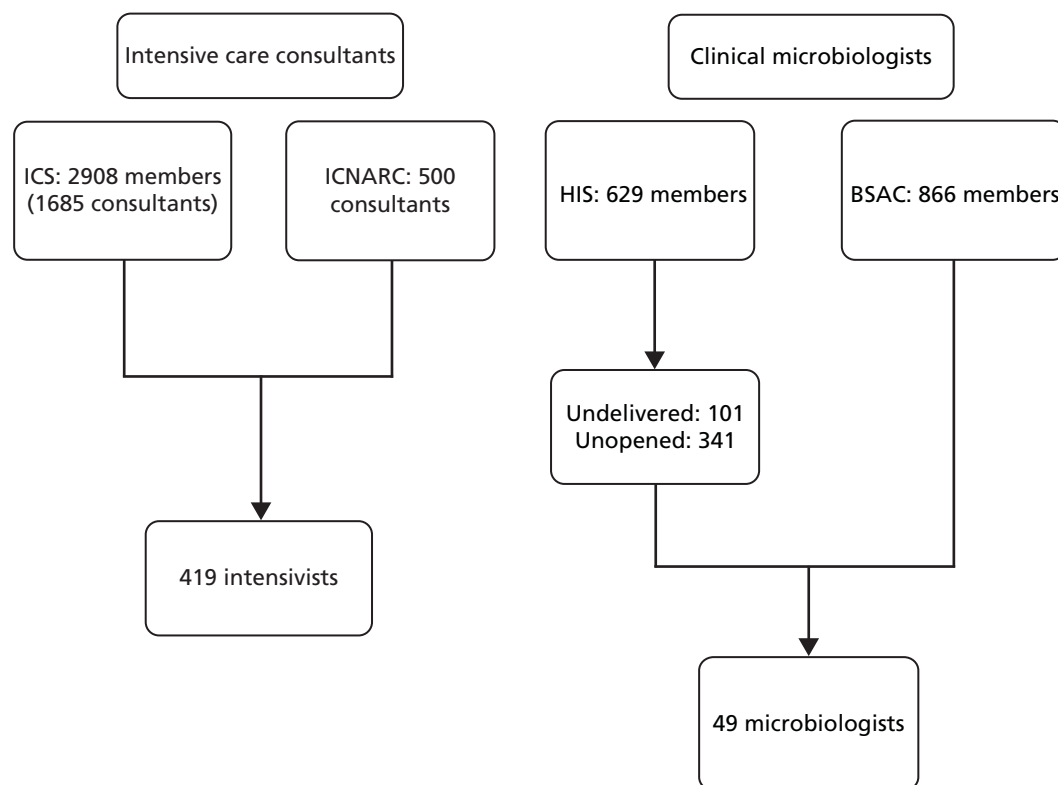 Intensive care consultants
Clinical microbiologists
ICS: 2908 members
(1685 consultants)
ICNARC: 500
consultants
HIS: 629 members
BSAC: 866 members
Undelivered: 101
Unopened: 341
419 intensivists
49 microbiologists